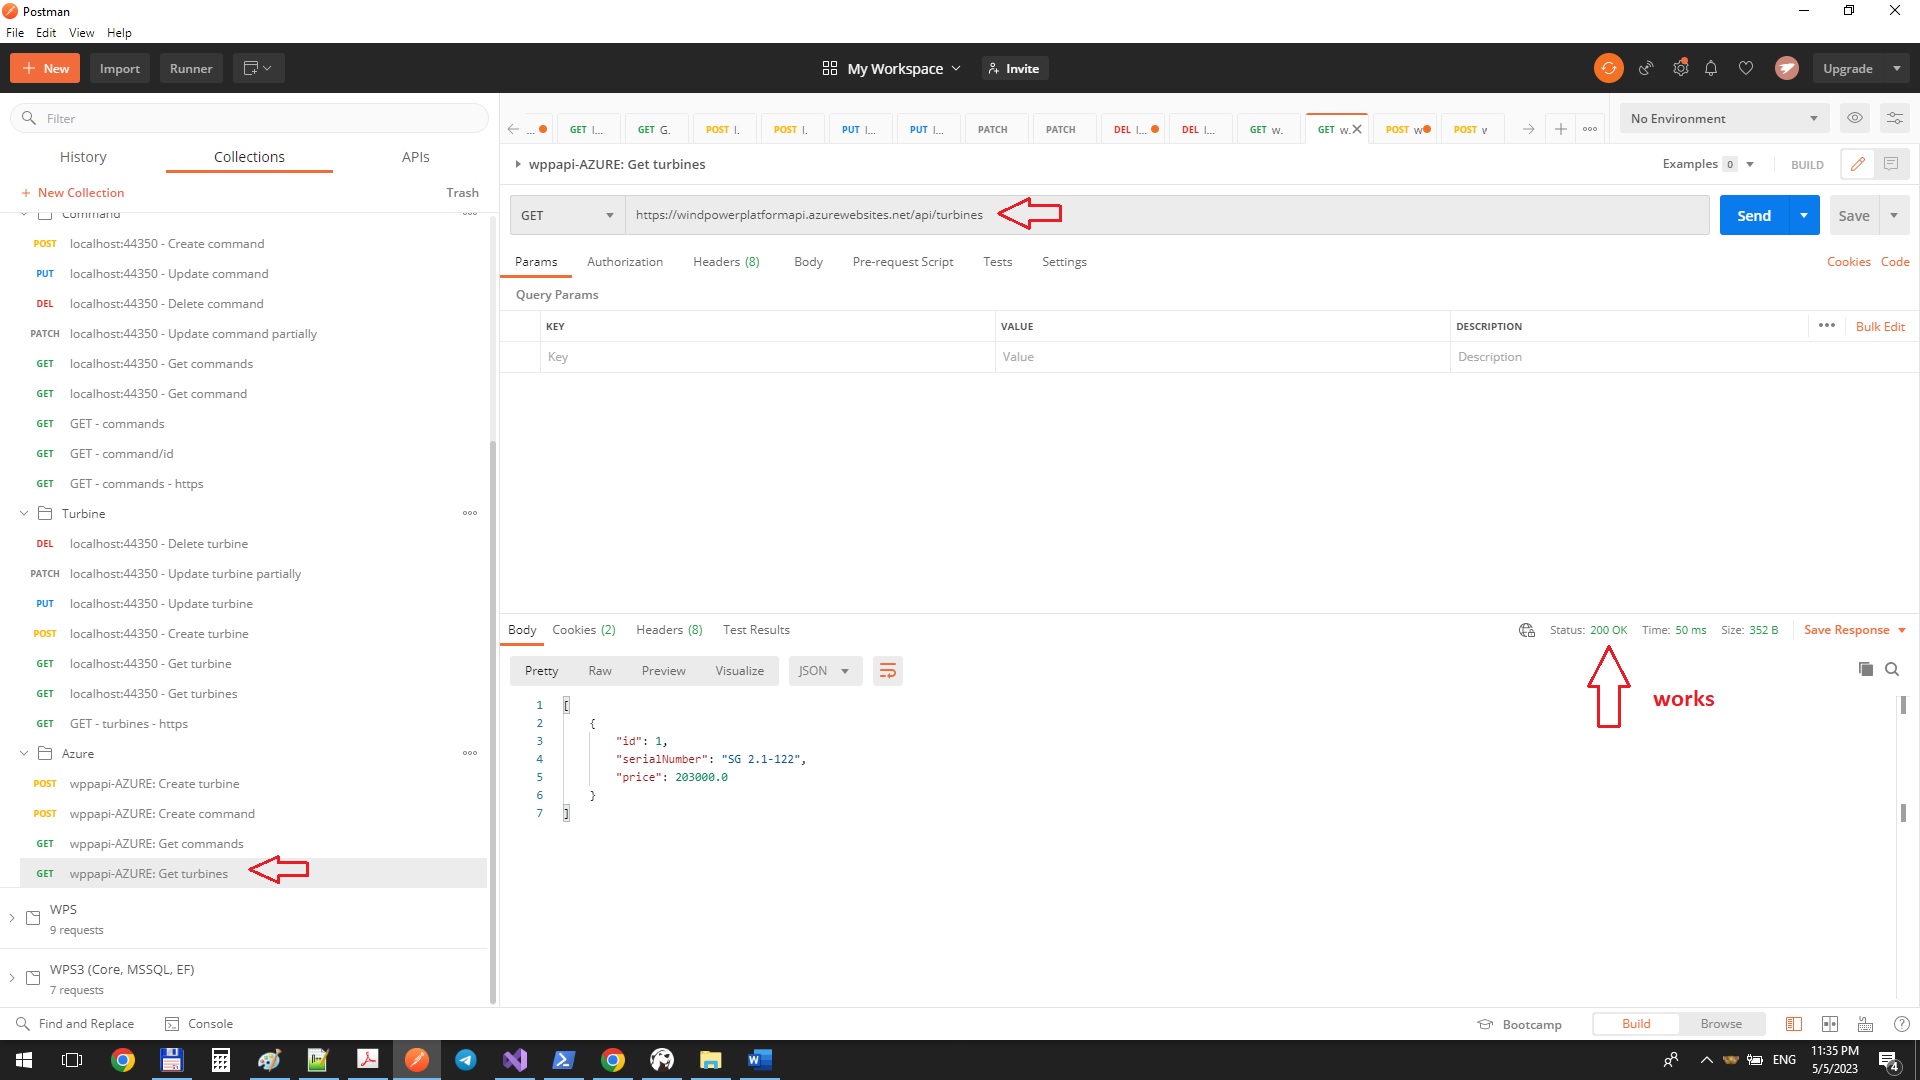 Postman
File Edit View Help
New Import Runner My Workspace Invite Upgrade
Filter
History Collections APIs
New Collection Trash
Command
POST localhost:44350 - Create command
PUT localhost:44350 - Update command
DEL localhost:44350 - Delete command
PATCH localhost:44350 - Update command partially
GET localhost:44350 - Get commands
GET localhost:44350 - Get command
GET GET - commands
GET GET - command/id
GET GET - commands - https
Turbine
DEL localhost:44350 - Delete turbine
PATCH localhost:44350 - Update turbine partially
PUT localhost:44350 - Update turbine
POST localhost:44350 - Create turbine
GET localhost:44350 - Get turbine
GET localhost:44350 - Get turbines
GET GET - turbines - https
Azure
POST wppapi-AZURE: Create turbine
POST wppapi-AZURE: Create command
GET wppapi-AZURE: Get commands
GET wppapi-AZURE: Get turbines
WPS
9 requests
WPS3 (Core, MSSQL, EF)
7 requests
... GET l... GET G. POST l. POST l. PUT l... PUT l... PATCH PATCH DEL l... DEL l... GET w. GET w. POST w POST v No Environment
wppapi-AZURE: Get turbines Examples 0 BUILD
GET https://windpowerplatformapi.azurewebsites.net/api/turbines Send Save
Params Authorization Headers (8) Body Pre-request Script Tests Settings Cookies Code
Query Params
KEY VALUE DESCRIPTION Bulk Edit
Key Value Description
Body Cookies (2) Headers (8) Test Results Status: 200 OK Time: 50 ms Size: 352 B Save Response
Pretty Raw Preview Visualize JSON
works
1 [
2 {
3 "id": 1,
4 "serialNumber": "SG 2.1-122",
5 "price": 203000.0
6 }
7 ]
Find and Replace Console Bootcamp Build Browse
ENG 11:35 PM
5/5/2023
4